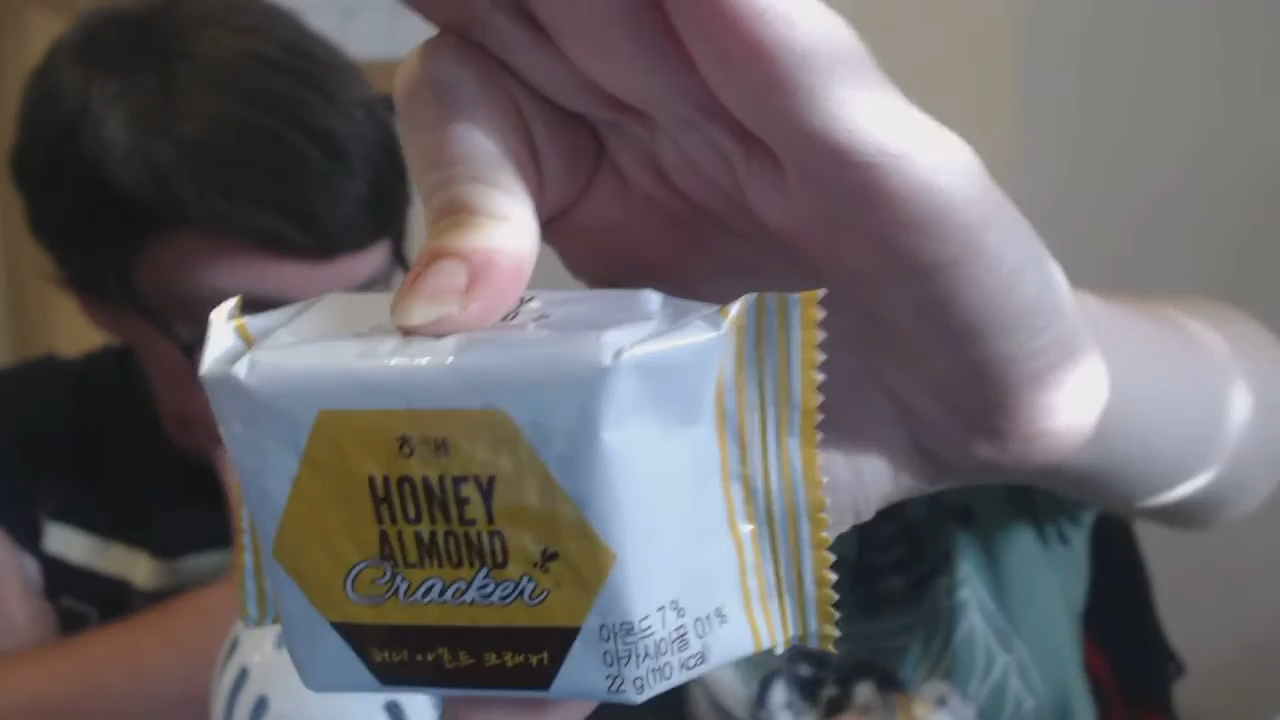 HONEY
ALMOND
Cracker
허니 아몬드 크래커
아몬드 7%
아카시아꿀 0.1%
22 g(110 kcal)